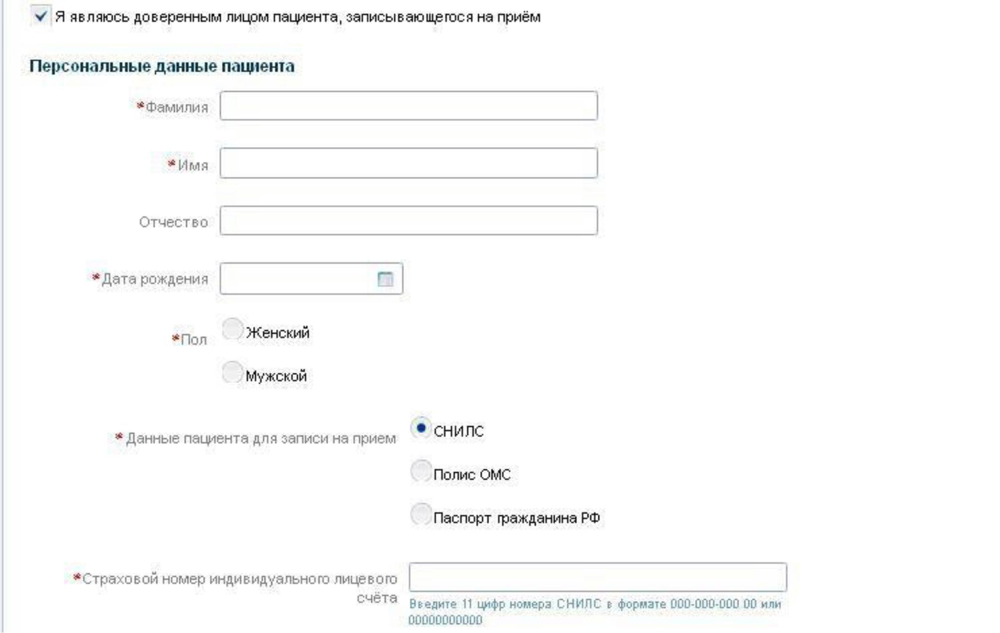 Я являюсь доверенным лицом пациента, записывающегося на приём
Персональные данные пациента
*Фамилия
*Имя
Отчество
*Дата рождения
*Пол
Женский
Мужской
* Данные пациента для записи на прием
СНИЛС
Полис ОМС
Паспорт гражданина РФ
*Страховой номер индивидуального лицевого
счёта
Введите 11 цифр номера СНИЛС в формате 000-000-000 00 или
00000000000